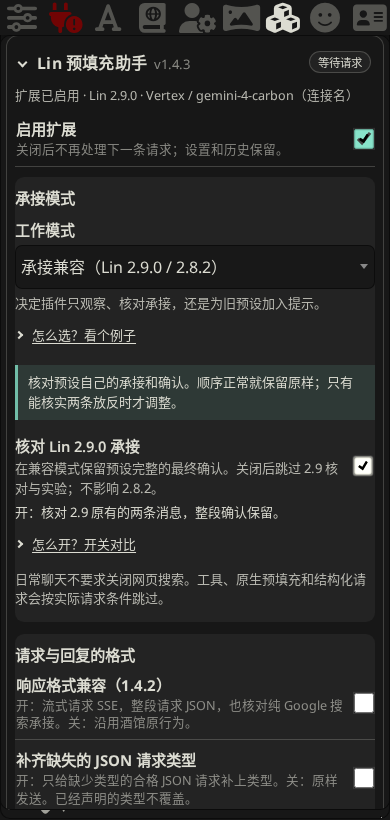 Lin 预填充助手 v1.4.3 等待请求
扩展已启用 · Lin 2.9.0 · Vertex / gemini-4-carbon（连接名）
启用扩展
关闭后不再处理下一条请求；设置和历史保留。
承接模式
工作模式
承接兼容（Lin 2.9.0 / 2.8.2）
决定插件只观察、核对承接，还是为旧预设加入提示。
怎么选？看个例子
核对预设自己的承接和确认。顺序正常就保留原样；只有
能核实两条放反时才调整。
核对 Lin 2.9.0 承接
在兼容模式保留预设完整的最终确认。关闭后跳过 2.9 核
对与实验；不影响 2.8.2。
开：核对 2.9 原有的两条消息，整段确认保留。
怎么开？开关对比
日常聊天不要求关闭网页搜索。工具、原生预填充和结构化请
求会按实际请求条件跳过。
请求与回复的格式
响应格式兼容（1.4.2）
开：流式请求 SSE，整段请求 JSON，也核对纯 Google 搜
索承接。关：沿用酒馆原行为。
补齐缺失的 JSON 请求类型
开：只给缺少类型的合格 JSON 请求补上类型。关：原样
发送。已经声明的类型不覆盖。